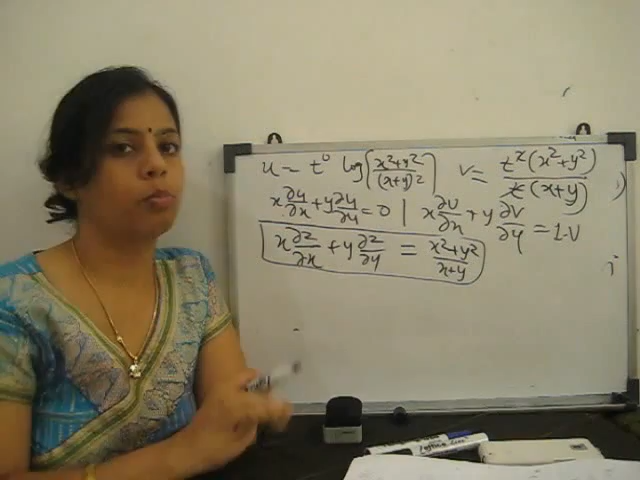 u = t⁰ log [x²+y² / (x+y)²]   v = t²(x²+y²) / t(x+y)
x ∂u/∂x + y ∂u/∂y = 0 | x ∂v/∂x + y ∂v/∂y = 1·v
x ∂z/∂x + y ∂z/∂y = x²+y² / x+y